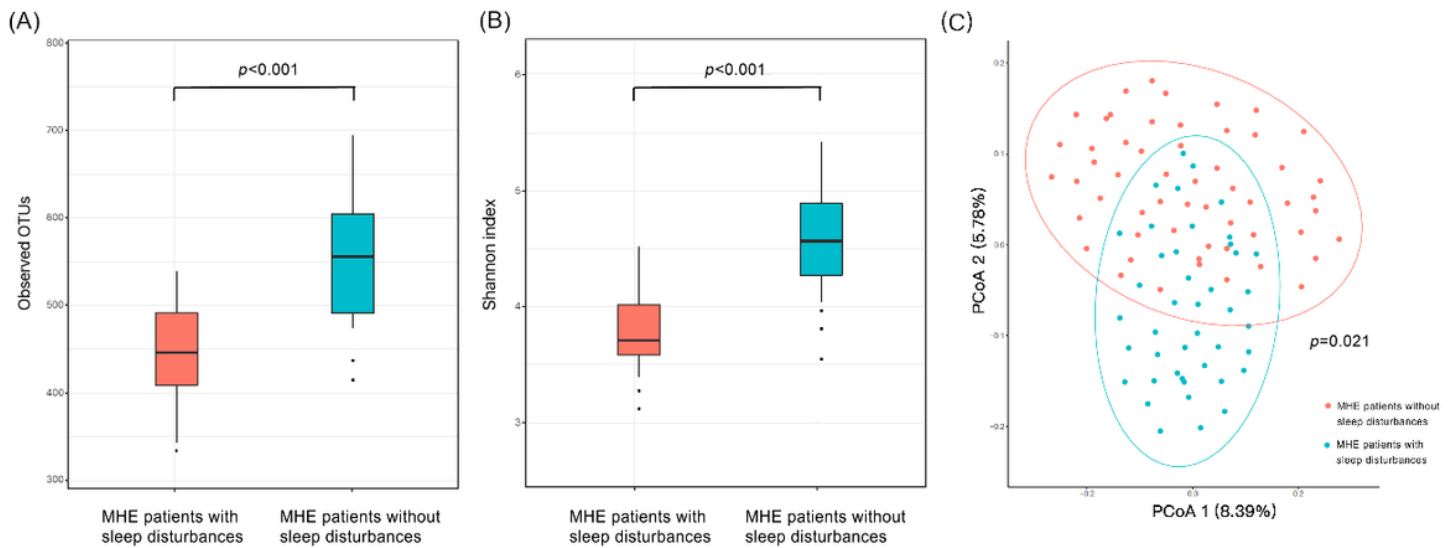 (A)
800
700
600
500
400
300
Observed OTUs
p<0.001
MHE patients with
sleep disturbances
MHE patients without
sleep disturbances
(B)
6
5
4
3
Shannon index
p<0.001
MHE patients with
sleep disturbances
MHE patients without
sleep disturbances
(C)
0.2
0.1
0.0
-0.1
-0.2
PCoA 2 (5.78%)
p=0.021
MHE patients without
sleep disturbances
MHE patients with
sleep disturbances
-0.2
0.0
0.2
PCoA 1 (8.39%)